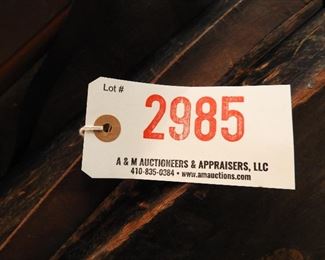 Lot #
2985
A & M AUCTIONEERS & APPRAISERS, LLC
410-835-0384 • www.amauctions.com